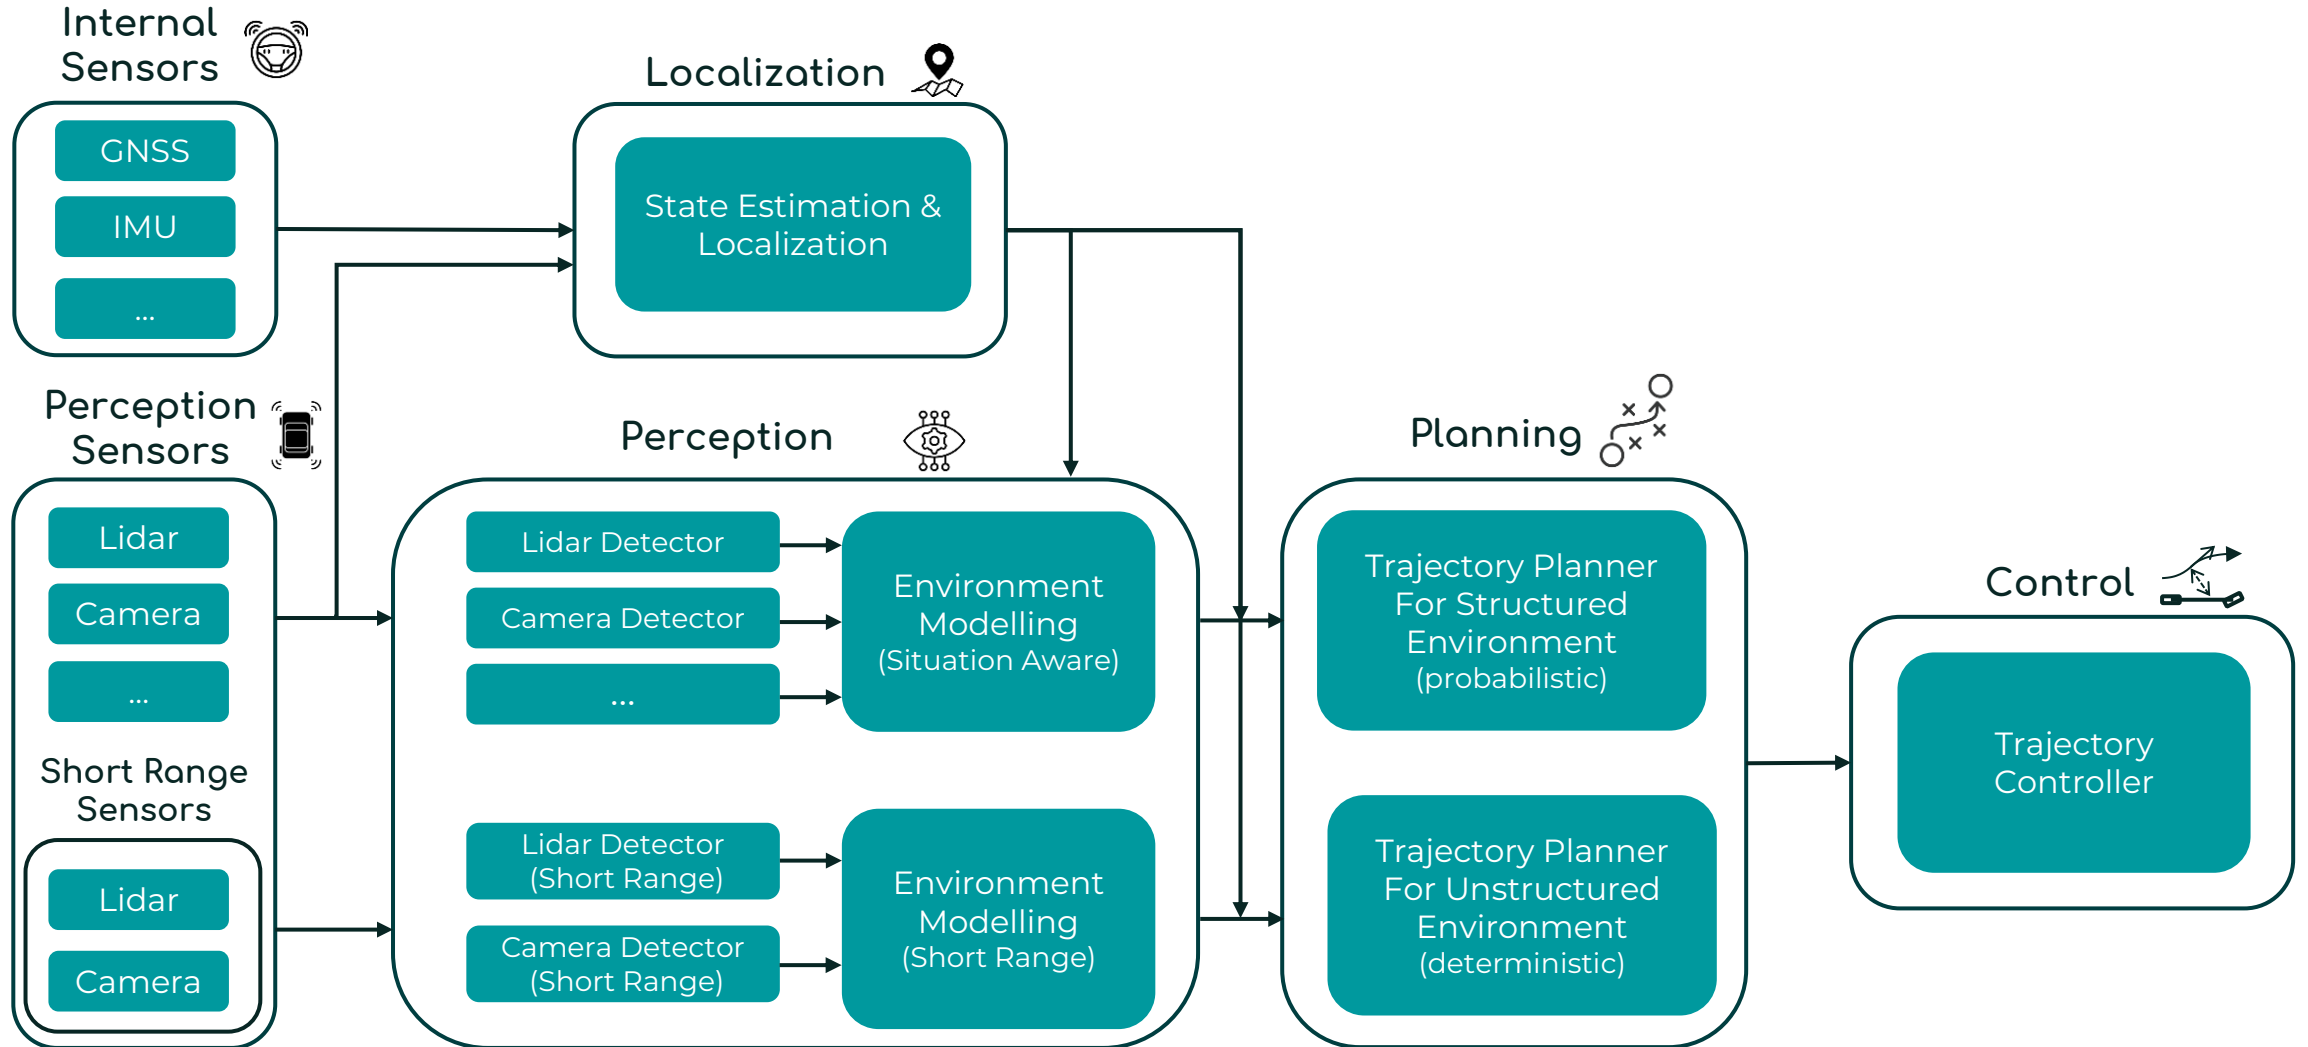 Internal
Sensors
GNSS
IMU
...
Localization
State Estimation &
Localization
Perception
Sensors
Lidar
Camera
...
Short Range
Sensors
Lidar
Camera
Perception
Lidar Detector
Camera Detector
...
Environment
Modelling
(Situation Aware)
Lidar Detector
(Short Range)
Camera Detector
(Short Range)
Environment
Modelling
(Short Range)
Planning
Trajectory Planner
For Structured
Environment
(probabilistic)
Trajectory Planner
For Unstructured
Environment
(deterministic)
Control
Trajectory
Controller